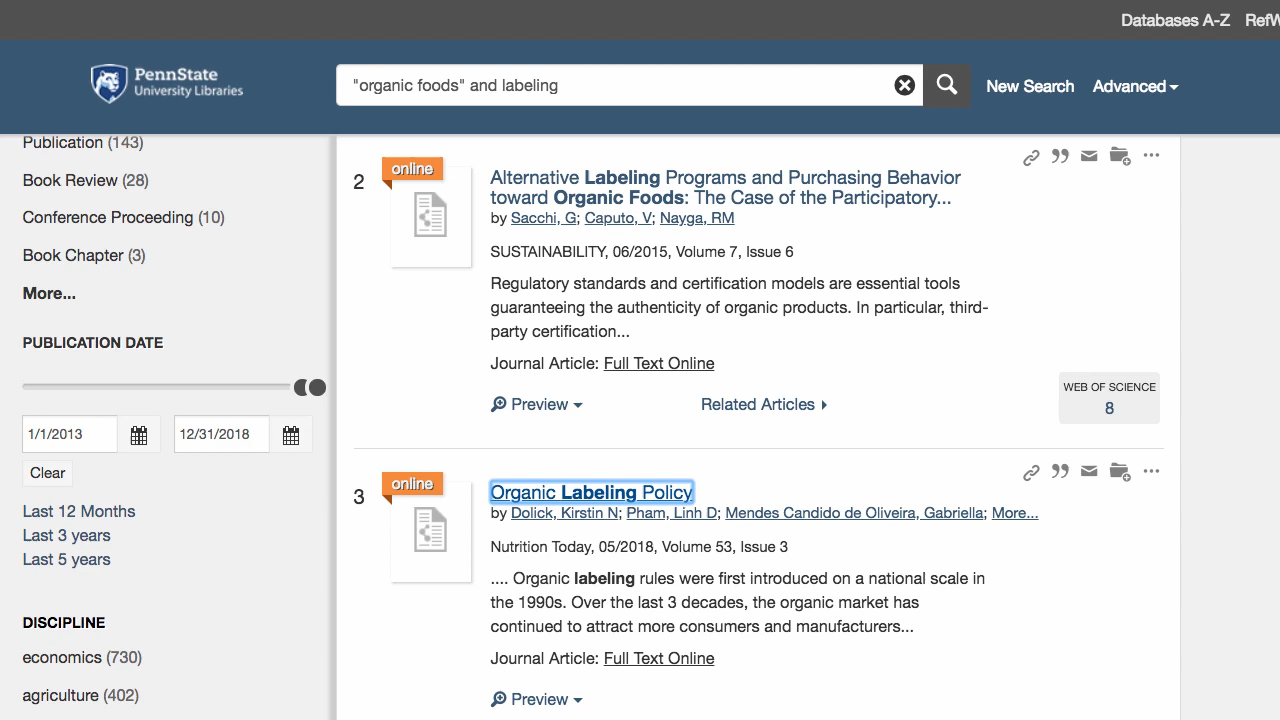 Databases A-Z RefW
PennState
University Libraries
"organic foods" and labeling
New Search Advanced
Publication (143)
Book Review (28)
Conference Proceeding (10)
Book Chapter (3)
More...
PUBLICATION DATE
1/1/2013 12/31/2018
Clear
Last 12 Months
Last 3 years
Last 5 years
DISCIPLINE
economics (730)
agriculture (402)
2
online
Alternative Labeling Programs and Purchasing Behavior
toward Organic Foods: The Case of the Participatory...
by Sacchi, G; Caputo, V; Nayga, RM
SUSTAINABILITY, 06/2015, Volume 7, Issue 6
Regulatory standards and certification models are essential tools
guaranteeing the authenticity of organic products. In particular, third-
party certification...
Journal Article: Full Text Online
Preview Related Articles
WEB OF SCIENCE
8
3
online
Organic Labeling Policy
by Dolick, Kirstin N; Pham, Linh D; Mendes Candido de Oliveira, Gabriella; More...
Nutrition Today, 05/2018, Volume 53, Issue 3
.... Organic labeling rules were first introduced on a national scale in
the 1990s. Over the last 3 decades, the organic market has
continued to attract more consumers and manufacturers...
Journal Article: Full Text Online
Preview